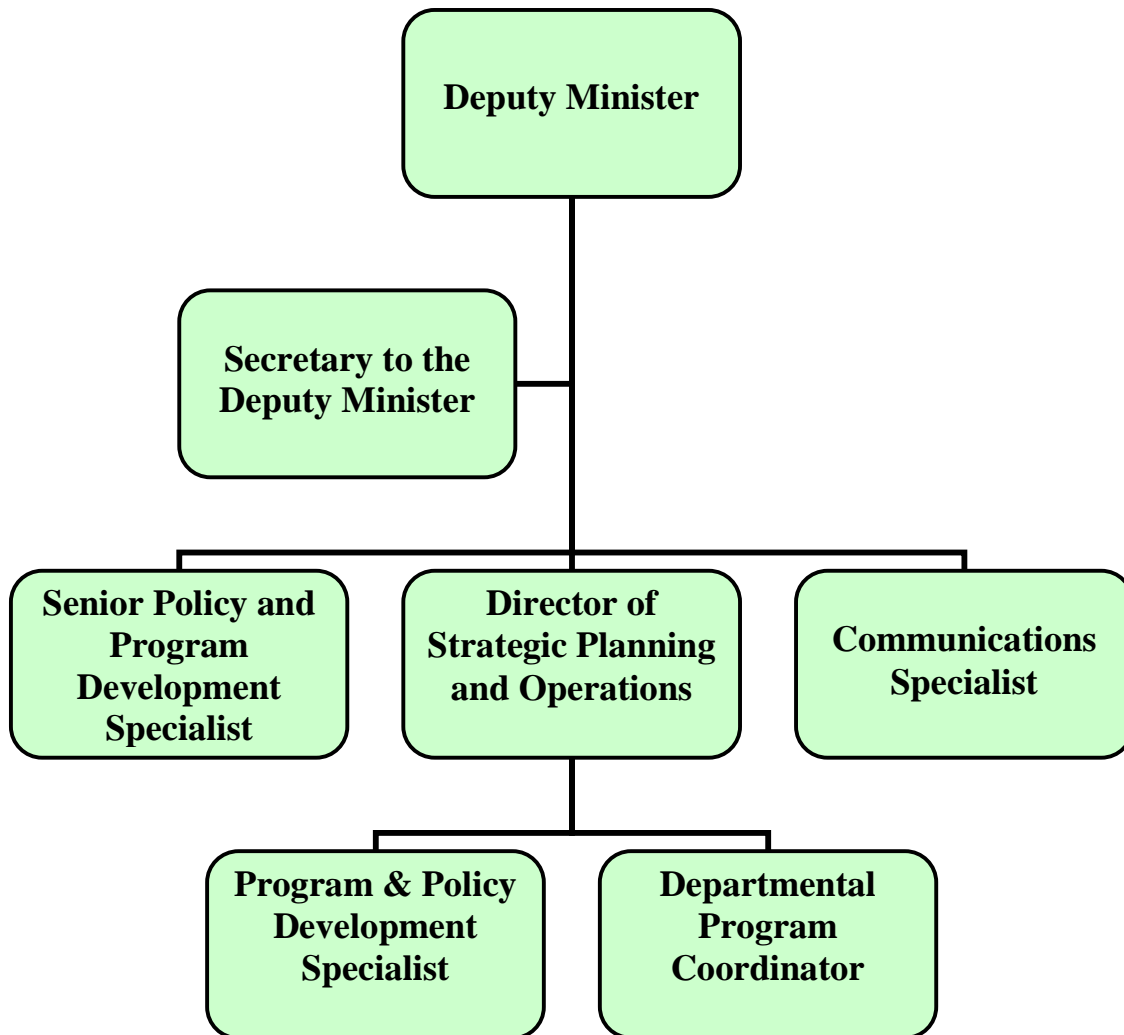 Deputy Minister
Secretary to the
Deputy Minister
Senior Policy and
Program
Development
Specialist
Director of
Strategic Planning
and Operations
Communications
Specialist
Program & Policy
Development
Specialist
Departmental
Program
Coordinator